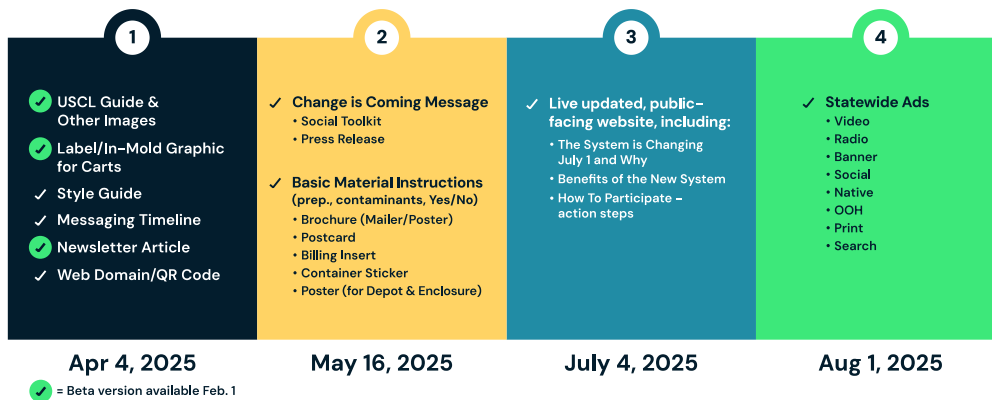 1
USCL Guide &
Other Images
Label/In-Mold Graphic
for Carts
Style Guide
Messaging Timeline
Newsletter Article
Web Domain/QR Code
Apr 4, 2025
= Beta version available Feb. 1
2
Change is Coming Message
• Social Toolkit
• Press Release
Basic Material Instructions
(prep., contaminants, Yes/No)
• Brochure (Mailer/Poster)
• Postcard
• Billing Insert
• Container Sticker
• Poster (for Depot & Enclosure)
May 16, 2025
3
Live updated, public-
facing website, including:
• The System is Changing
July 1 and Why
• Benefits of the New System
• How To Participate –
action steps
July 4, 2025
4
Statewide Ads
• Video
• Radio
• Banner
• Social
• Native
• OOH
• Print
• Search
Aug 1, 2025